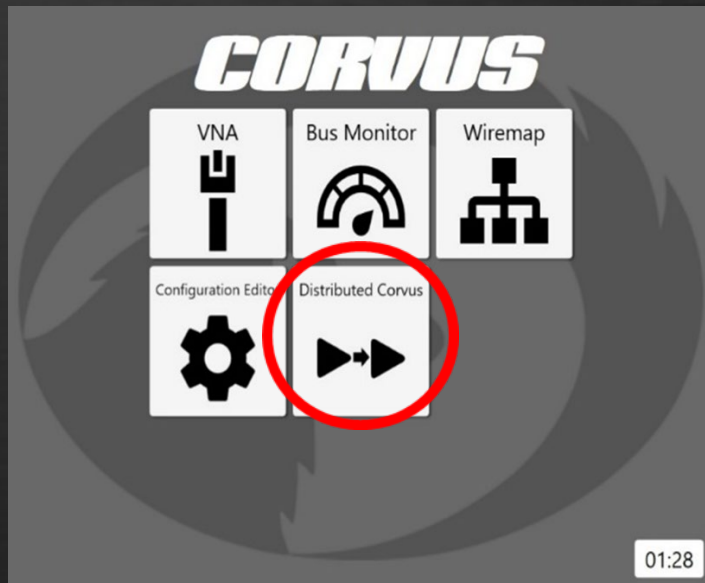 CORVUS
VNA
Bus Monitor
Wiremap
Configuration Edito
Distributed Corvus
01:28